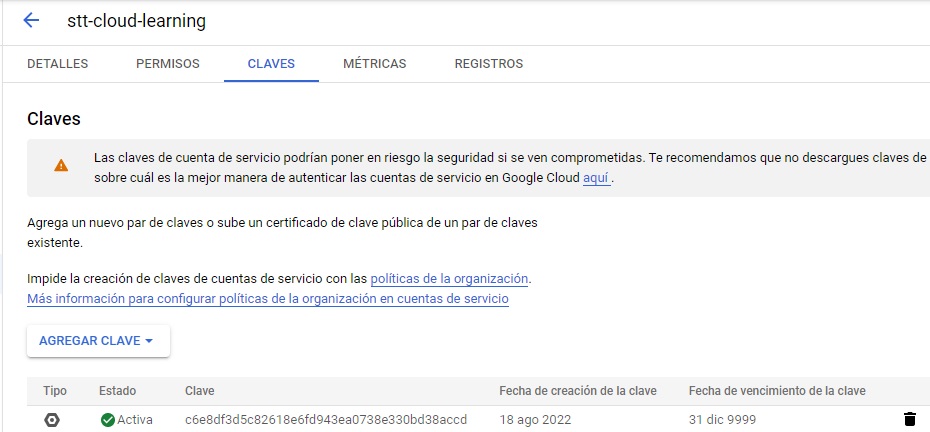 stt-cloud-learning
DETALLES PERMISOS CLAVES MÉTRICAS REGISTROS
Claves
Las claves de cuenta de servicio podrían poner en riesgo la seguridad si se ven comprometidas. Te recomendamos que no descargues claves de
sobre cuál es la mejor manera de autenticar las cuentas de servicio en Google Cloud aquí .
Agrega un nuevo par de claves o sube un certificado de clave pública de un par de claves
existente.
Impide la creación de claves de cuentas de servicio con las políticas de la organización.
Más información para configurar políticas de la organización en cuentas de servicio
AGREGAR CLAVE
Tipo Estado Clave Fecha de creación de la clave Fecha de vencimiento de la clave
Activa c6e8df3d5c82618e6fd943ea0738e330bd38accd 18 ago 2022 31 dic 9999